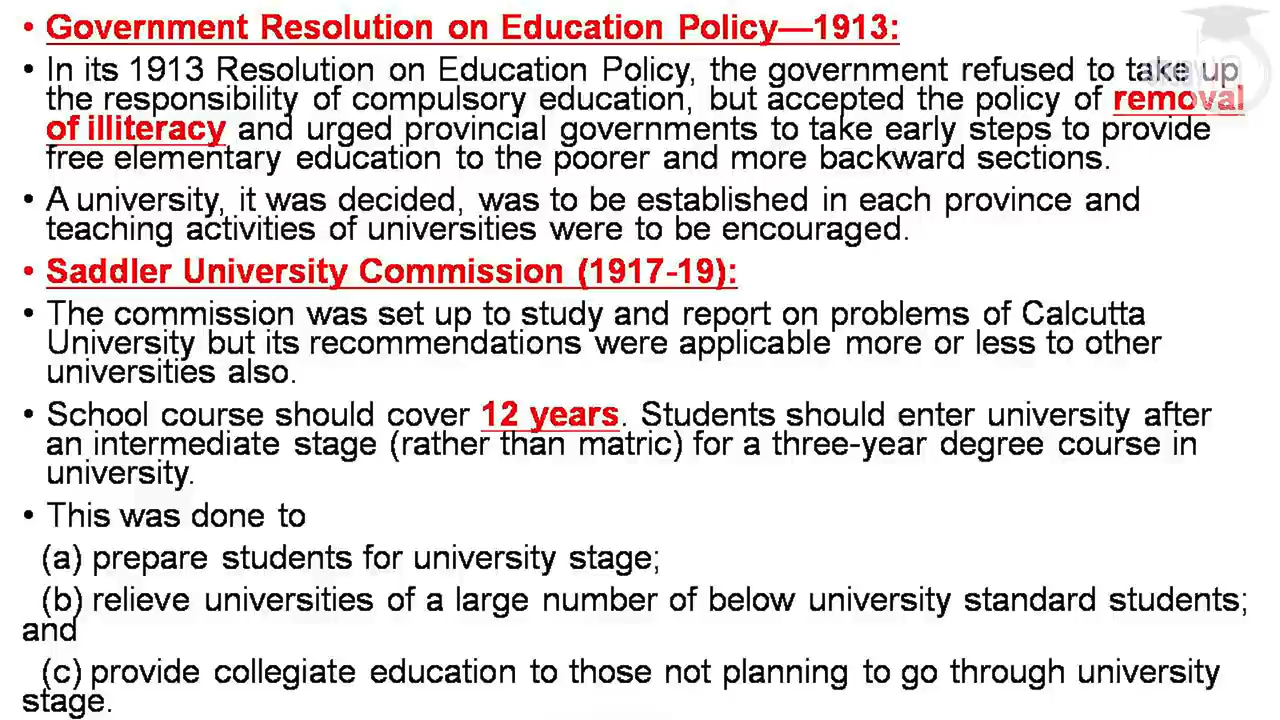 • Government Resolution on Education Policy—1913:
• In its 1913 Resolution on Education Policy, the government refused to take up
the responsibility of compulsory education, but accepted the policy of removal
of illiteracy and urged provincial governments to take early steps to provide
free elementary education to the poorer and more backward sections.
• A university, it was decided, was to be established in each province and
teaching activities of universities were to be encouraged.
• Saddler University Commission (1917-19):
• The commission was set up to study and report on problems of Calcutta
University but its recommendations were applicable more or less to other
universities also.
• School course should cover 12 years. Students should enter university after
an intermediate stage (rather than matric) for a three-year degree course in
university.
• This was done to
(a) prepare students for university stage;
(b) relieve universities of a large number of below university standard students;
and
(c) provide collegiate education to those not planning to go through university
stage.